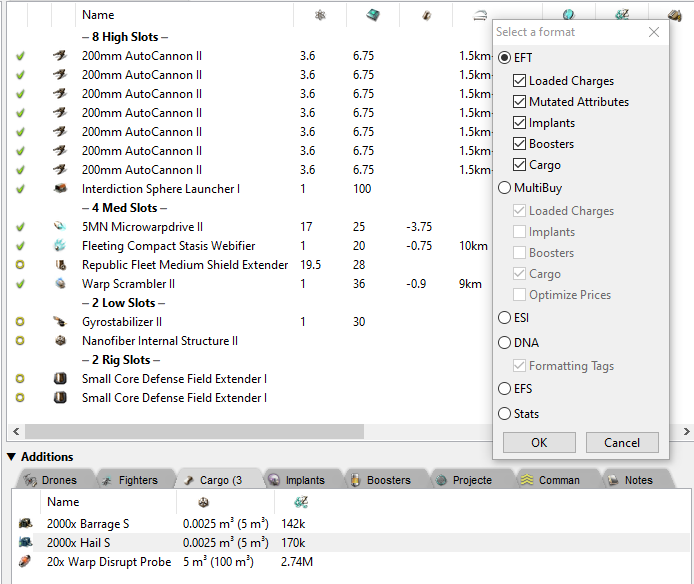 Name
– 8 High Slots –
200mm AutoCannon II 3.6 6.75 1.5km
200mm AutoCannon II 3.6 6.75 1.5km
200mm AutoCannon II 3.6 6.75 1.5km
200mm AutoCannon II 3.6 6.75 1.5km
200mm AutoCannon II 3.6 6.75 1.5km
200mm AutoCannon II 3.6 6.75 1.5km
200mm AutoCannon II 3.6 6.75 1.5km
Interdiction Sphere Launcher I 1 100
– 4 Med Slots –
5MN Microwarpdrive II 17 25 -3.75
Fleeting Compact Stasis Webifier 1 20 -0.75 10km
Republic Fleet Medium Shield Extender 19.5 28
Warp Scrambler II 1 36 -0.9 9km
– 2 Low Slots –
Gyrostabilizer II 1 30
Nanofiber Internal Structure II
– 2 Rig Slots –
Small Core Defense Field Extender I
Small Core Defense Field Extender I
Select a format
EFT
Loaded Charges
Mutated Attributes
Implants
Boosters
Cargo
MultiBuy
Loaded Charges
Implants
Boosters
Cargo
Optimize Prices
ESI
DNA
Formatting Tags
EFS
Stats
OK Cancel
Additions
Drones Fighters Cargo (3 Implants Boosters Projecte Comman Notes
Name
2000x Barrage S 0.0025 m³ (5 m³) 142k
2000x Hail S 0.0025 m³ (5 m³) 170k
20x Warp Disrupt Probe 5 m³ (100 m³) 2.74M